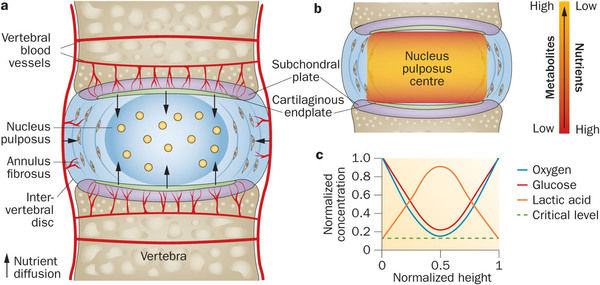 a
Vertebral
blood
vessels
Nucleus
pulposus
Annulus
fibrosus
Inter-
vertebral
disc
Nutrient
diffusion
Vertebra
Subchondral
plate
Cartilaginous
endplate
b
Nucleus
pulposus
centre
High
Low
Metabolites
Nutrients
Low
High
c
Normalized
concentration
1.0
0.8
0.6
0.4
0.2
0
0
0.5
1
Normalized height
Oxygen
Glucose
Lactic acid
Critical level